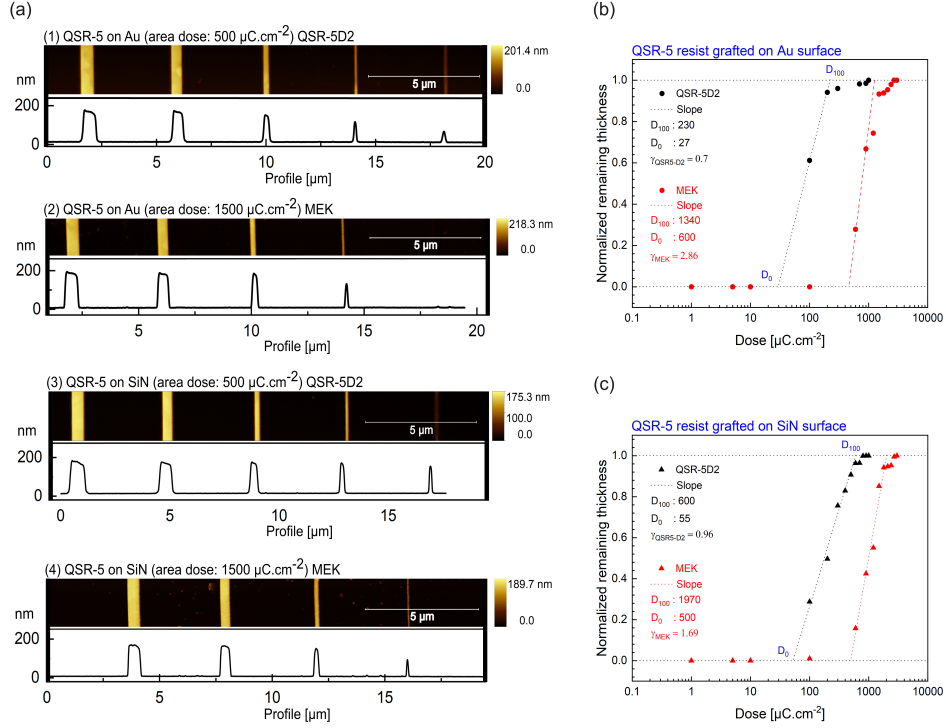 (a)
(1) QSR-5 on Au (area dose: 500 µC.cm⁻²) QSR-5D2
201.4 nm
0.0
5 µm
nm
200
100
0
0 5 10 15 20
Profile [µm]
(2) QSR-5 on Au (area dose: 1500 µC.cm⁻²) MEK
218.3 nm
0.0
5 µm
nm
200
100
0
5 10 15 20
Profile [µm]
(3) QSR-5 on SiN (area dose: 500 µC.cm⁻²) QSR-5D2
175.3 nm
100.0
0.0
5 µm
nm
200
100
0
0 5 10 15
Profile [µm]
(4) QSR-5 on SiN (area dose: 1500 µC.cm⁻²) MEK
189.7 nm
0.0
5 µm
nm
200
100
0
0 5 10 15
Profile [µm]
(b)
QSR-5 resist grafted on Au surface
D₁₀₀
QSR-5D2
Slope
D₁₀₀ : 230
D₀ : 27
γQSR5-D2 = 0.7
MEK
Slope
D₁₀₀ : 1340
D₀ : 600
γMEK = 2.86
D₀
Normalized remaining thickness
1.0
0.8
0.6
0.4
0.2
0.0
0.1 1 10 100 1000 10000
Dose [µC.cm⁻²]
(c)
QSR-5 resist grafted on SiN surface
D₁₀₀
QSR-5D2
Slope
D₁₀₀ : 600
D₀ : 55
γQSR5-D2 = 0.96
MEK
Slope
D₁₀₀ : 1970
D₀ : 500
γMEK = 1.69
D₀
Normalized remaining thickness
1.0
0.8
0.6
0.4
0.2
0.0
0.1 1 10 100 1000 10000
Dose [µC.cm⁻²]